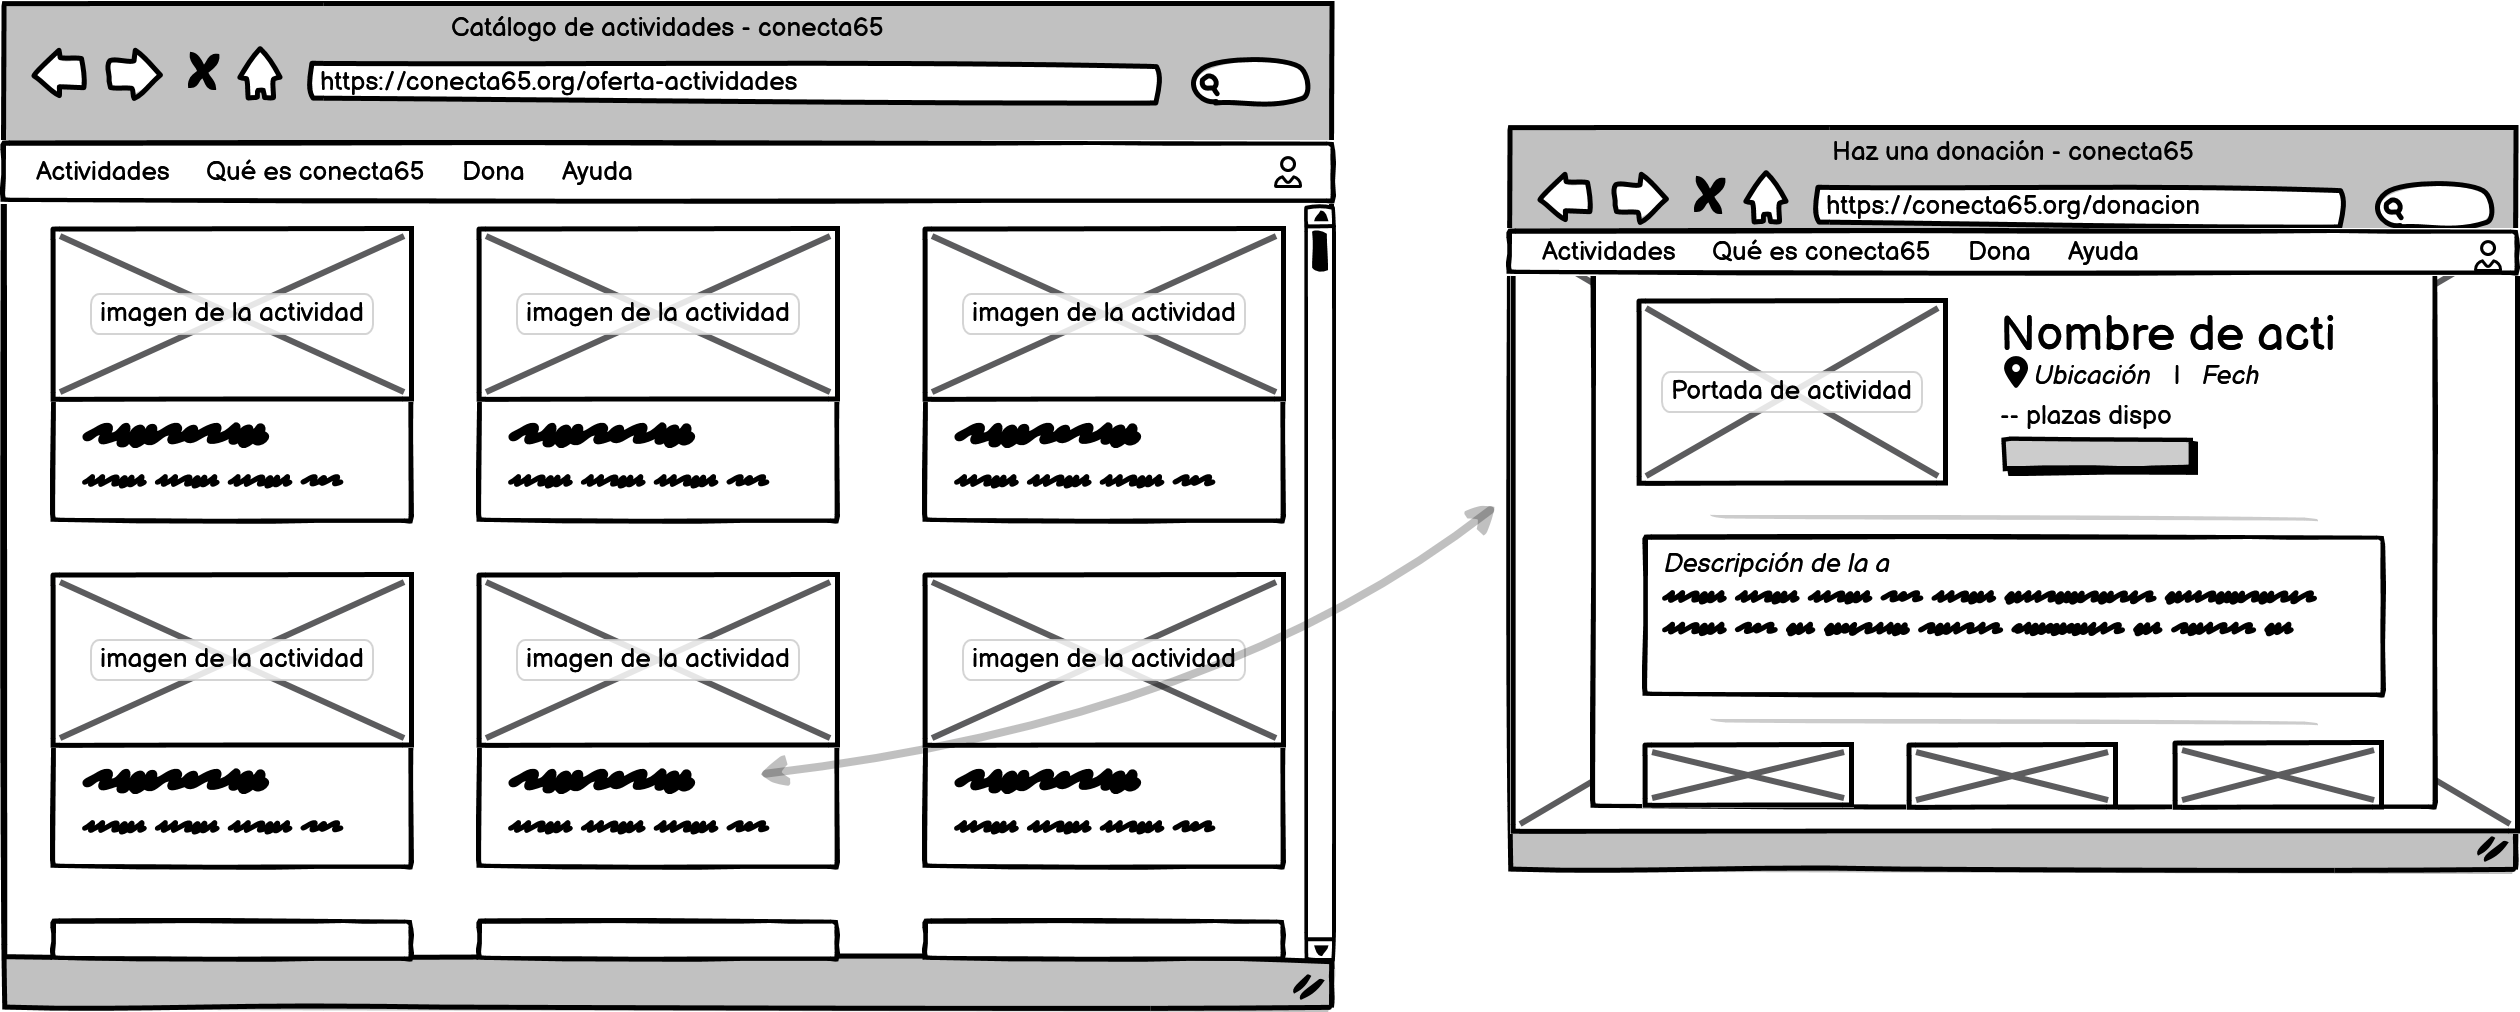 Catálogo de actividades - conecta65
https://conecta65.org/oferta-actividades
Actividades Qué es conecta65 Dona Ayuda
imagen de la actividad imagen de la actividad imagen de la actividad
imagen de la actividad imagen de la actividad imagen de la actividad
Haz una donación - conecta65
https://conecta65.org/donacion
Actividades Qué es conecta65 Dona Ayuda
Portada de actividad
Nombre de acti
Ubicación | Fech
-- plazas dispo
Descripción de la a